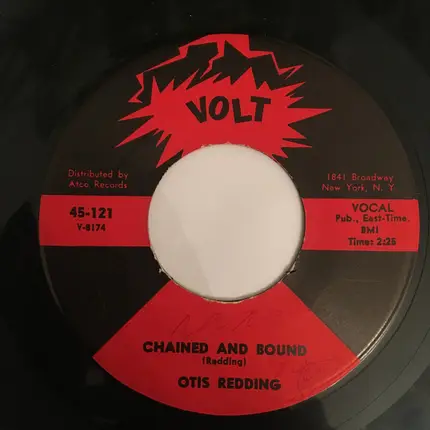 VOLT
Distributed by
Atco Records
1841 Broadway
New York, N. Y.
45-121
V-8174
VOCAL
Pub., East-Time,
BMI
Time: 2:25
CHAINED AND BOUND
(Redding)
OTIS REDDING